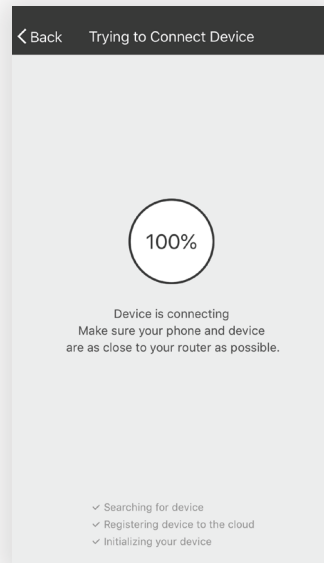 Back Trying to Connect Device
100%
Device is connecting
Make sure your phone and device
are as close to your router as possible.
✓ Searching for device
✓ Registering device to the cloud
✓ Initializing your device